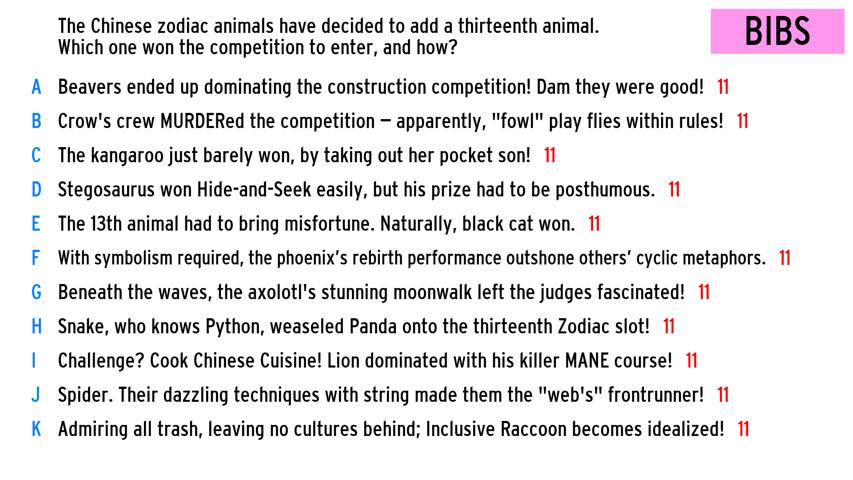 The Chinese zodiac animals have decided to add a thirteenth animal.
Which one won the competition to enter, and how?
BIBS
A Beavers ended up dominating the construction competition! Dam they were good! 11
B Crow's crew MURDERed the competition – apparently, "fowl" play flies within rules! 11
C The kangaroo just barely won, by taking out her pocket son! 11
D Stegosaurus won Hide-and-Seek easily, but his prize had to be posthumous. 11
E The 13th animal had to bring misfortune. Naturally, black cat won. 11
F With symbolism required, the phoenix’s rebirth performance outshone others’ cyclic metaphors. 11
G Beneath the waves, the axolotl's stunning moonwalk left the judges fascinated! 11
H Snake, who knows Python, weaseled Panda onto the thirteenth Zodiac slot! 11
I Challenge? Cook Chinese Cuisine! Lion dominated with his killer MANE course! 11
J Spider. Their dazzling techniques with string made them the "web's" frontrunner! 11
K Admiring all trash, leaving no cultures behind; Inclusive Raccoon becomes idealized! 11